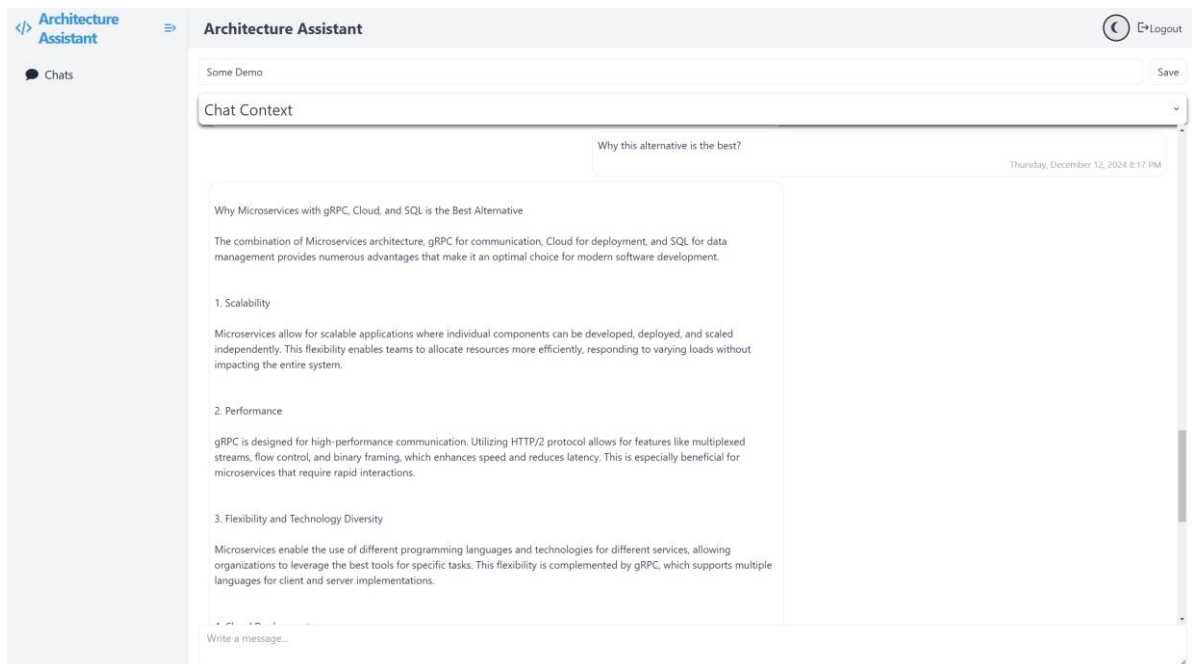 </> Architecture
Assistant
Architecture Assistant
Logout
Chats
Some Demo
Save
Chat Context
Why this alternative is the best?
Thursday, December 12, 2024 8:17 PM
Why Microservices with gRPC, Cloud, and SQL is the Best Alternative
The combination of Microservices architecture, gRPC for communication, Cloud for deployment, and SQL for data
management provides numerous advantages that make it an optimal choice for modern software development.
1. Scalability
Microservices allow for scalable applications where individual components can be developed, deployed, and scaled
independently. This flexibility enables teams to allocate resources more efficiently, responding to varying loads without
impacting the entire system.
2. Performance
gRPC is designed for high-performance communication. Utilizing HTTP/2 protocol allows for features like multiplexed
streams, flow control, and binary framing, which enhances speed and reduces latency. This is especially beneficial for
microservices that require rapid interactions.
3. Flexibility and Technology Diversity
Microservices enable the use of different programming languages and technologies for different services, allowing
organizations to leverage the best tools for specific tasks. This flexibility is complemented by gRPC, which supports multiple
languages for client and server implementations.
Write a message...